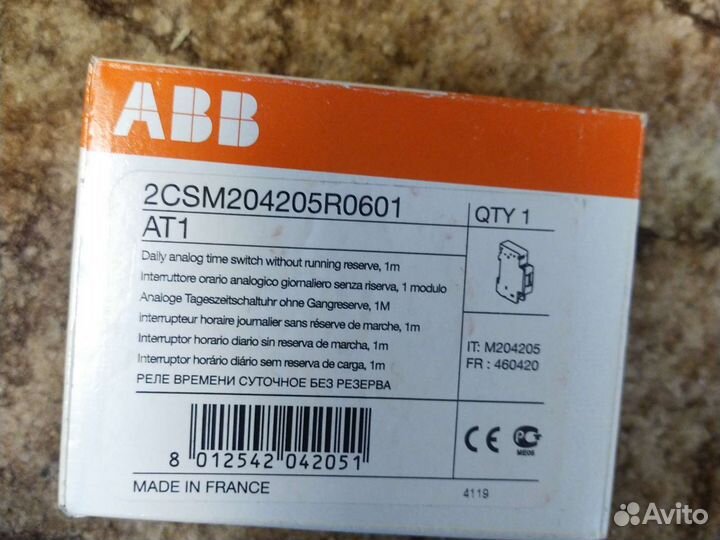 ABB
2CSM204205R0601
AT1
QTY 1
Daily analog time switch without running reserve, 1m
Interruttore orario analogico giornaliero senza riserva, 1 modulo
Analoge Tageszeitschaltuhr ohne Gangreserve, 1M
interrupteur horaire journalier sans réserve de marche, 1m
Interruptor horario diario sin reserva de marcha, 1m
Interruptor horário diário sem reserva de carga, 1m
РЕЛЕ ВРЕМЕНИ СУТОЧНОЕ БЕЗ РЕЗЕРВА
IT: M204205
FR : 460420
8 012542 042051
CE
ME06
MADE IN FRANCE
4119
Avito